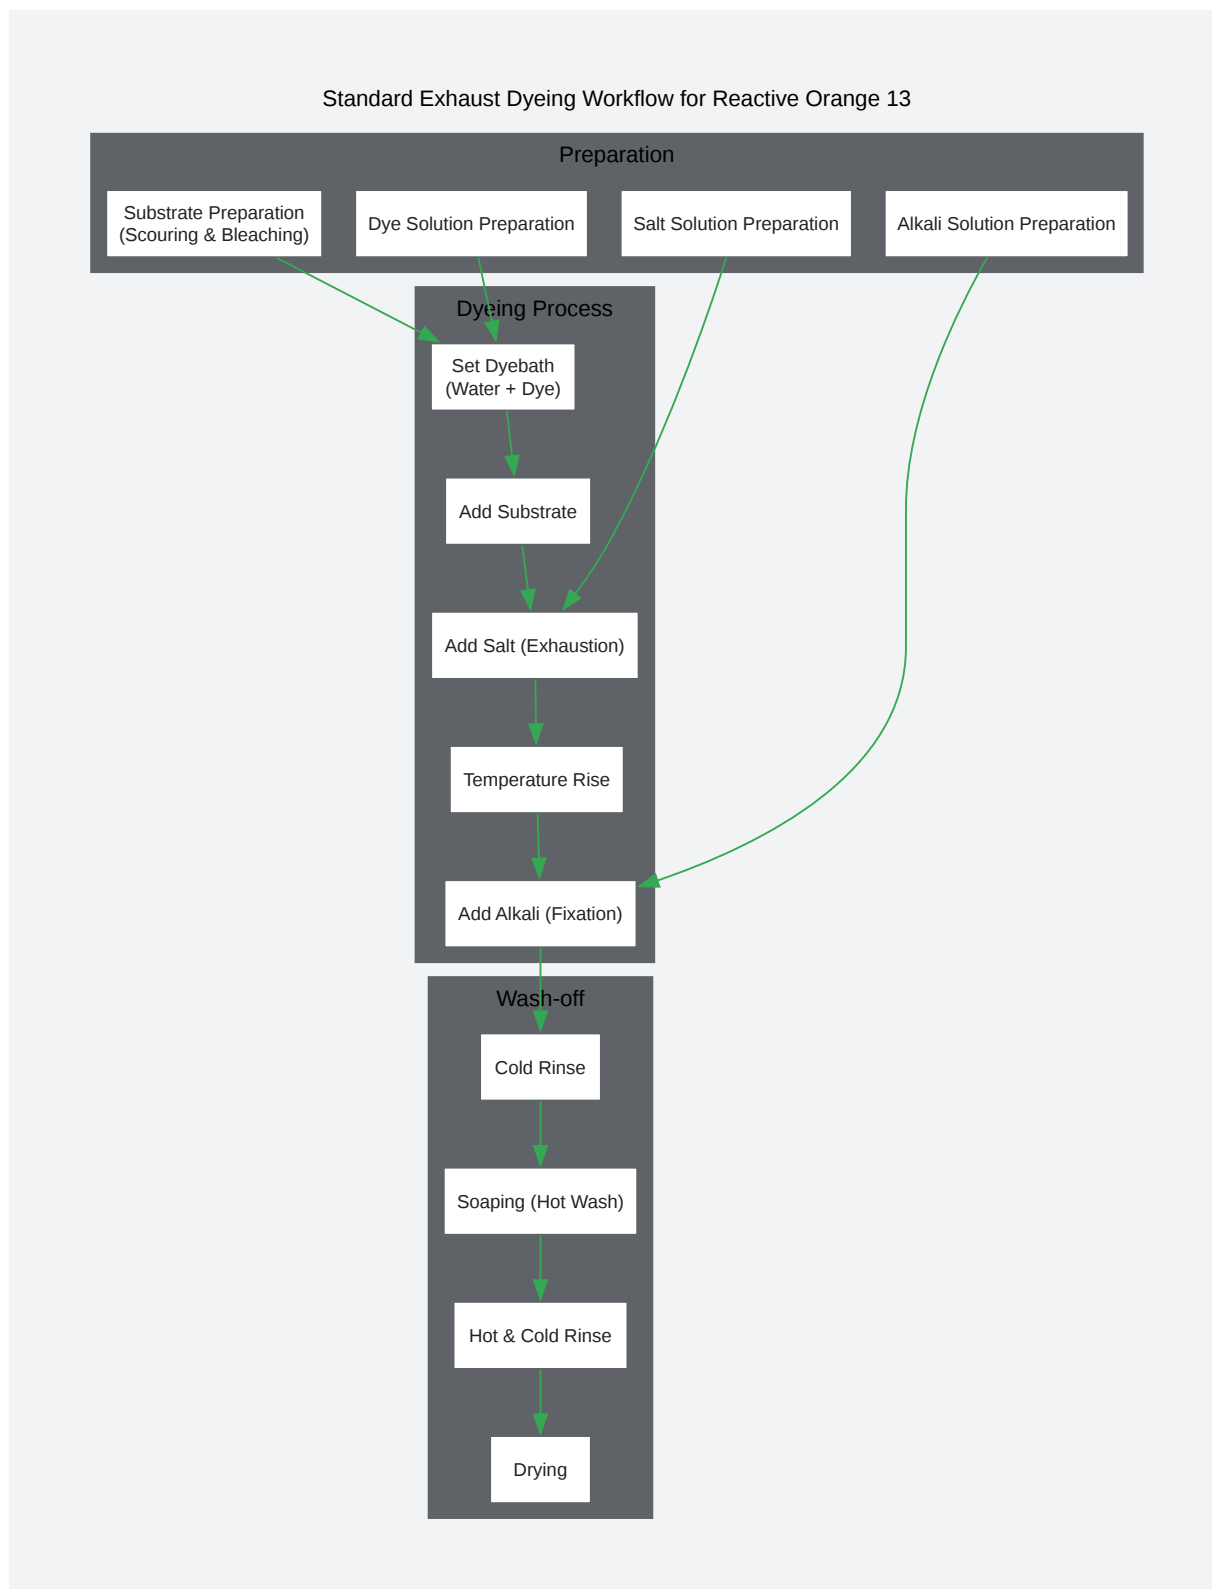 Standard Exhaust Dyeing Workflow for Reactive Orange 13
Preparation
Substrate Preparation
(Scouring & Bleaching)
Dye Solution Preparation
Salt Solution Preparation
Alkali Solution Preparation
Dyeing Process
Set Dyebath
(Water + Dye)
Add Substrate
Add Salt (Exhaustion)
Temperature Rise
Add Alkali (Fixation)
Wash-off
Cold Rinse
Soaping (Hot Wash)
Hot & Cold Rinse
Drying